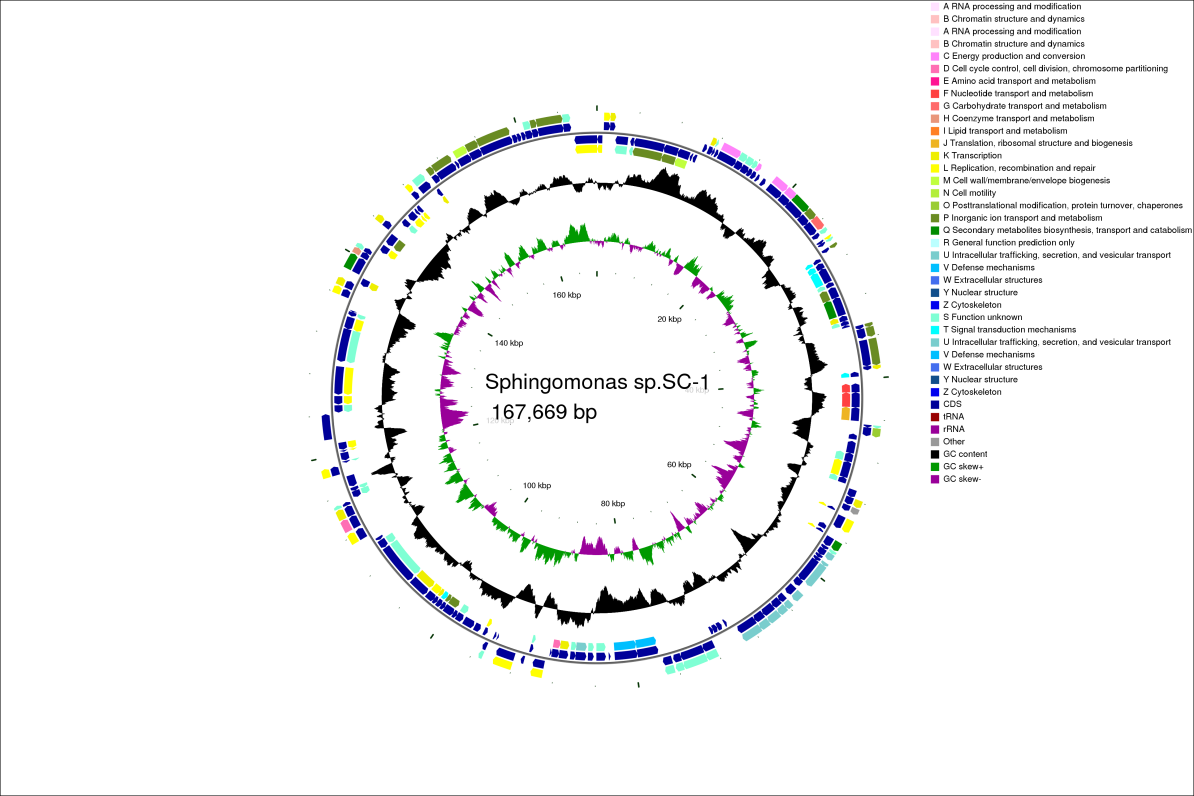 A RNA processing and modification
B Chromatin structure and dynamics
A RNA processing and modification
B Chromatin structure and dynamics
C Energy production and conversion
D Cell cycle control, cell division, chromosome partitioning
E Amino acid transport and metabolism
F Nucleotide transport and metabolism
G Carbohydrate transport and metabolism
H Coenzyme transport and metabolism
I Lipid transport and metabolism
J Translation, ribosomal structure and biogenesis
K Transcription
L Replication, recombination and repair
M Cell wall/membrane/envelope biogenesis
N Cell motility
O Posttranslational modification, protein turnover, chaperones
P Inorganic ion transport and metabolism
Q Secondary metabolites biosynthesis, transport and catabolism
R General function prediction only
U Intracellular trafficking, secretion, and vesicular transport
V Defense mechanisms
W Extracellular structures
Y Nuclear structure
Z Cytoskeleton
S Function unknown
T Signal transduction mechanisms
U Intracellular trafficking, secretion, and vesicular transport
V Defense mechanisms
W Extracellular structures
Y Nuclear structure
Z Cytoskeleton
CDS
tRNA
rRNA
Other
GC content
GC skew+
GC skew-
160 kbp
20 kbp
140 kbp
Sphingomonas sp.SC-1
40 kbp
167,669 bp
120 kbp
60 kbp
100 kbp
80 kbp